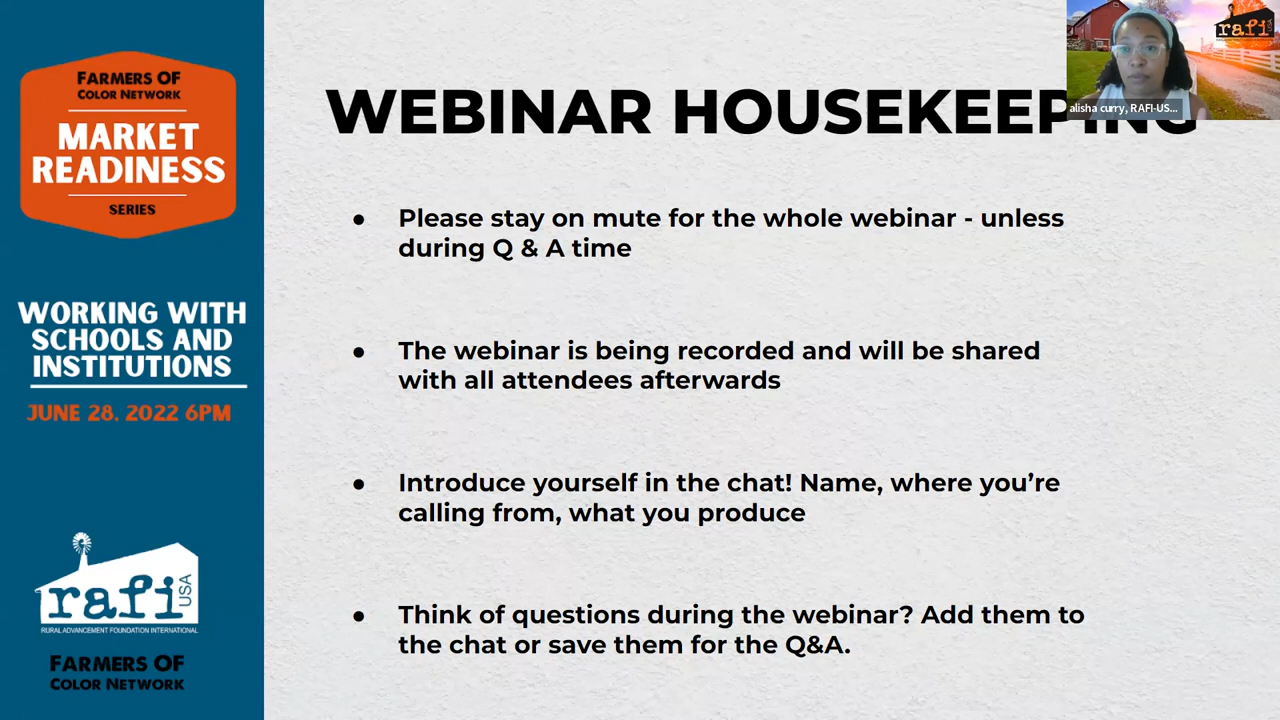 FARMERS OF
COLOR NETWORK
MARKET
READINESS
SERIES
WORKING WITH
SCHOOLS AND
INSTITUTIONS
JUNE 28, 2022 6PM
rafi
USA
RURAL ADVANCEMENT FOUNDATION INTERNATIONAL
FARMERS OF
COLOR NETWORK
WEBINAR HOUSEKEEPING
● Please stay on mute for the whole webinar - unless
during Q & A time
● The webinar is being recorded and will be shared
with all attendees afterwards
● Introduce yourself in the chat! Name, where you’re
calling from, what you produce
● Think of questions during the webinar? Add them to
the chat or save them for the Q&A.
rafi
USA
alisha curry, RAFI-US...